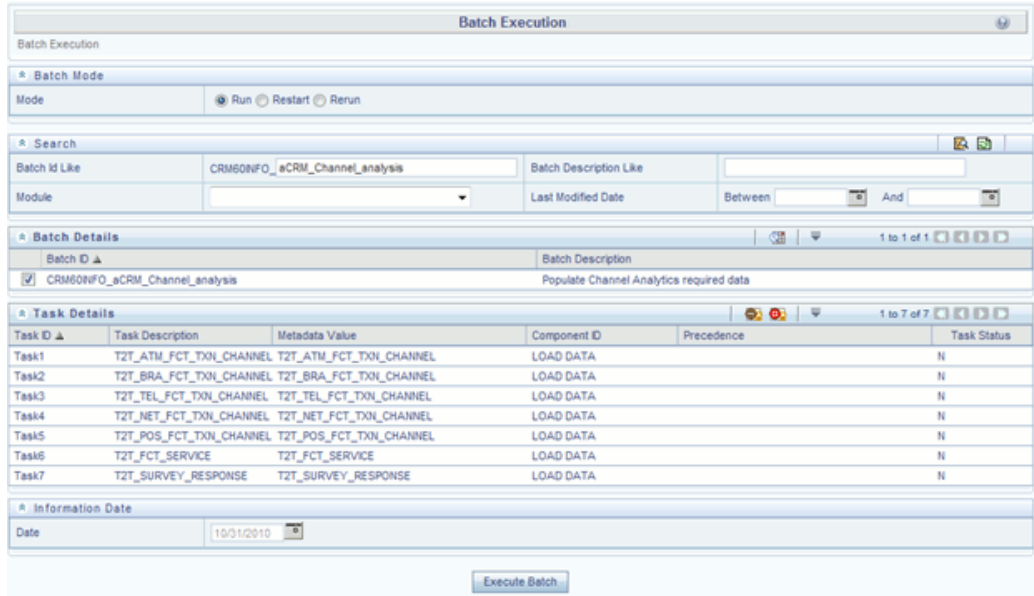 Batch Execution
Batch Execution
Batch Mode
Mode Run Restart Rerun
Search
Batch Id Like CRM60INFO_ aCRM_Channel_analysis Batch Description Like
Module Last Modified Date Between And
Batch Details 1 to 1 of 1
Batch ID Batch Description
CRM60INFO_aCRM_Channel_analysis Populate Channel Analytics required data
Task Details 1 to 7 of 7
Task ID Task Description Metadata Value Component ID Precedence Task Status
Task1 T2T_ATM_FCT_TXN_CHANNEL T2T_ATM_FCT_TXN_CHANNEL LOAD DATA N
Task2 T2T_BRA_FCT_TXN_CHANNEL T2T_BRA_FCT_TXN_CHANNEL LOAD DATA N
Task3 T2T_TEL_FCT_TXN_CHANNEL T2T_TEL_FCT_TXN_CHANNEL LOAD DATA N
Task4 T2T_NET_FCT_TXN_CHANNEL T2T_NET_FCT_TXN_CHANNEL LOAD DATA N
Task5 T2T_POS_FCT_TXN_CHANNEL T2T_POS_FCT_TXN_CHANNEL LOAD DATA N
Task6 T2T_FCT_SERVICE T2T_FCT_SERVICE LOAD DATA N
Task7 T2T_SURVEY_RESPONSE T2T_SURVEY_RESPONSE LOAD DATA N
Information Date
Date 10/31/2010
Execute Batch